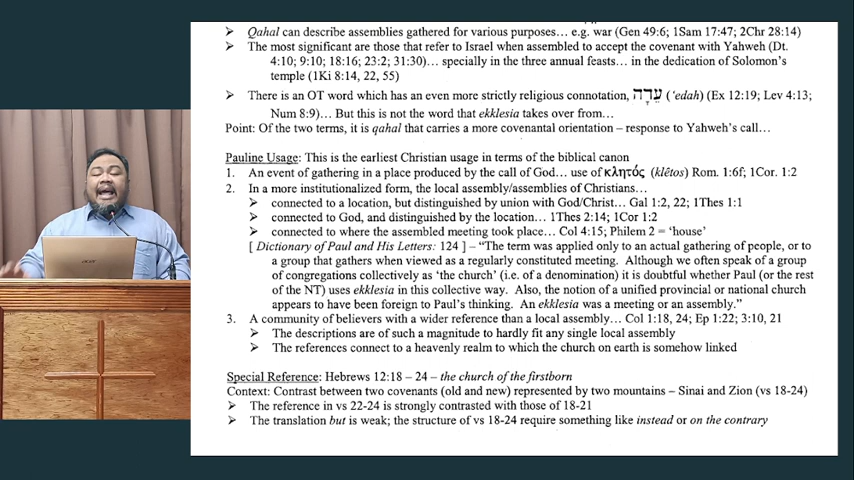 ➢ Qahal can describe assemblies gathered for various purposes… e.g. war (Gen 49:6; 1Sam 17:47; 2Chr 28:14)
➢ The most significant are those that refer to Israel when assembled to accept the covenant with Yahweh (Dt.
4:10; 9:10; 18:16; 23:2; 31:30)… specially in the three annual feasts… in the dedication of Solomon's
temple (1Ki 8:14, 22, 55)
➢ There is an OT word which has an even more strictly religious connotation, עֵדָה ('edah) (Ex 12:19; Lev 4:13;
Num 8:9)… But this is not the word that ekklesia takes over from…
Point: Of the two terms, it is qahal that carries a more covenantal orientation – response to Yahweh's call…
Pauline Usage: This is the earliest Christian usage in terms of the biblical canon
1. An event of gathering in a place produced by the call of God… use of κλητός (klêtos) Rom. 1:6f; 1Cor. 1:2
2. In a more institutionalized form, the local assembly/assemblies of Christians…
➢ connected to a location, but distinguished by union with God/Christ… Gal 1:2, 22; 1Thes 1:1
➢ connected to God, and distinguished by the location… 1Thes 2:14; 1Cor 1:2
➢ connected to where the assembled meeting took place… Col 4:15; Philem 2 = 'house'
[ Dictionary of Paul and His Letters: 124 ] – "The term was applied only to an actual gathering of people, or to
a group that gathers when viewed as a regularly constituted meeting. Although we often speak of a group
of congregations collectively as 'the church' (i.e. of a denomination) it is doubtful whether Paul (or the rest
of the NT) uses ekklesia in this collective way. Also, the notion of a unified provincial or national church
appears to have been foreign to Paul's thinking. An ekklesia was a meeting or an assembly."
3. A community of believers with a wider reference than a local assembly… Col 1:18, 24; Ep 1:22; 3:10, 21
➢ The descriptions are of such a magnitude to hardly fit any single local assembly
➢ The references connect to a heavenly realm to which the church on earth is somehow linked
Special Reference: Hebrews 12:18 – 24 – the church of the firstborn
Context: Contrast between two covenants (old and new) represented by two mountains – Sinai and Zion (vs 18-24)
➢ The reference in vs 22-24 is strongly contrasted with those of 18-21
➢ The translation but is weak; the structure of vs 18-24 require something like instead or on the contrary
acer